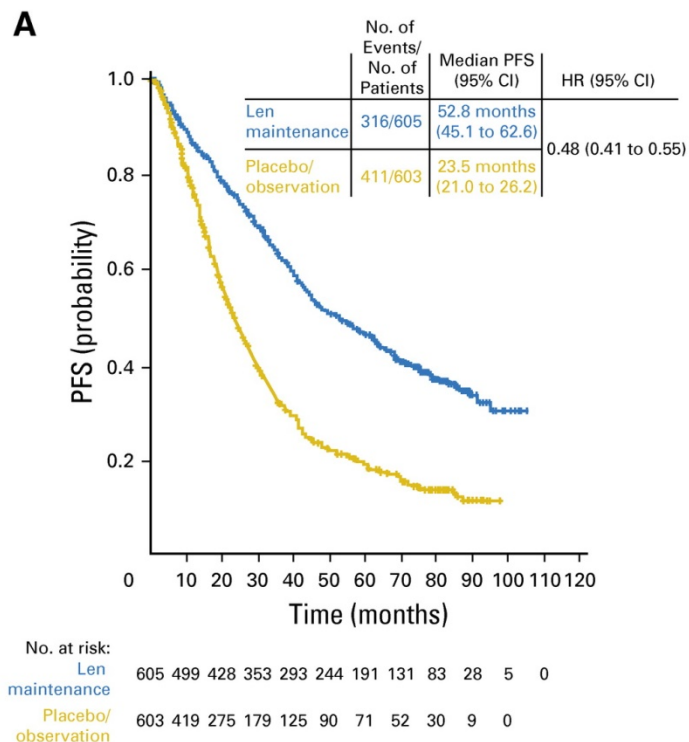 A
No. of
Events/
No. of
Patients
Median PFS
(95% CI)
HR (95% CI)
Len
maintenance
316/605
52.8 months
(45.1 to 62.6)
0.48 (0.41 to 0.55)
Placebo/
observation
411/603
23.5 months
(21.0 to 26.2)
PFS (probability)
1.0
0.8
0.6
0.4
0.2
0 10 20 30 40 50 60 70 80 90 100 110 120
Time (months)
No. at risk:
Len
maintenance
605 499 428 353 293 244 191 131 83 28 5 0
Placebo/
observation
603 419 275 179 125 90 71 52 30 9 0